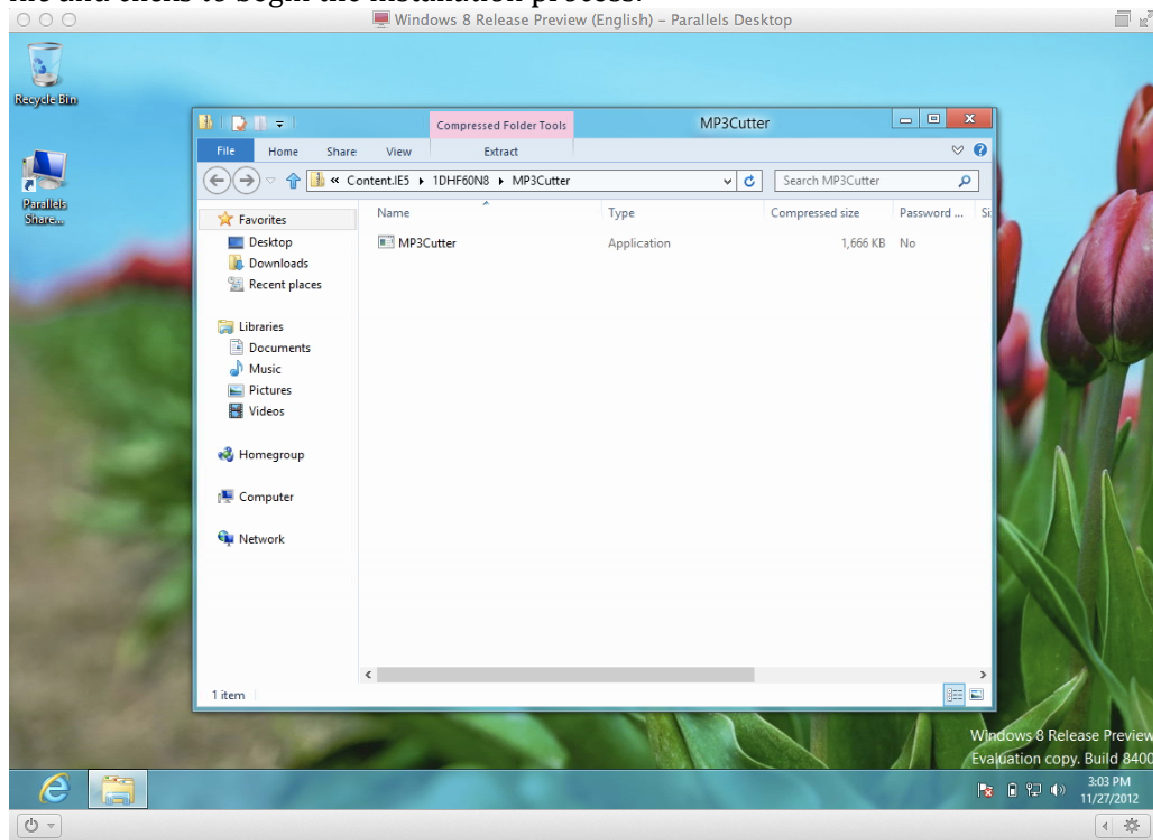 Windows 8 Release Preview (English) – Parallels Desktop
Recycle Bin
Parallels
Share...
Compressed Folder Tools
MP3Cutter
File Home Share View Extract
« Content.IE5 ▸ 1DHF60N8 ▸ MP3Cutter
Search MP3Cutter
Name Type Compressed size Password ...
MP3Cutter Application 1,666 KB No
Favorites
Desktop
Downloads
Recent places
Libraries
Documents
Music
Pictures
Videos
Homegroup
Computer
Network
1 item
Windows 8 Release Preview
Evaluation copy. Build 8400
3:03 PM
11/27/2012